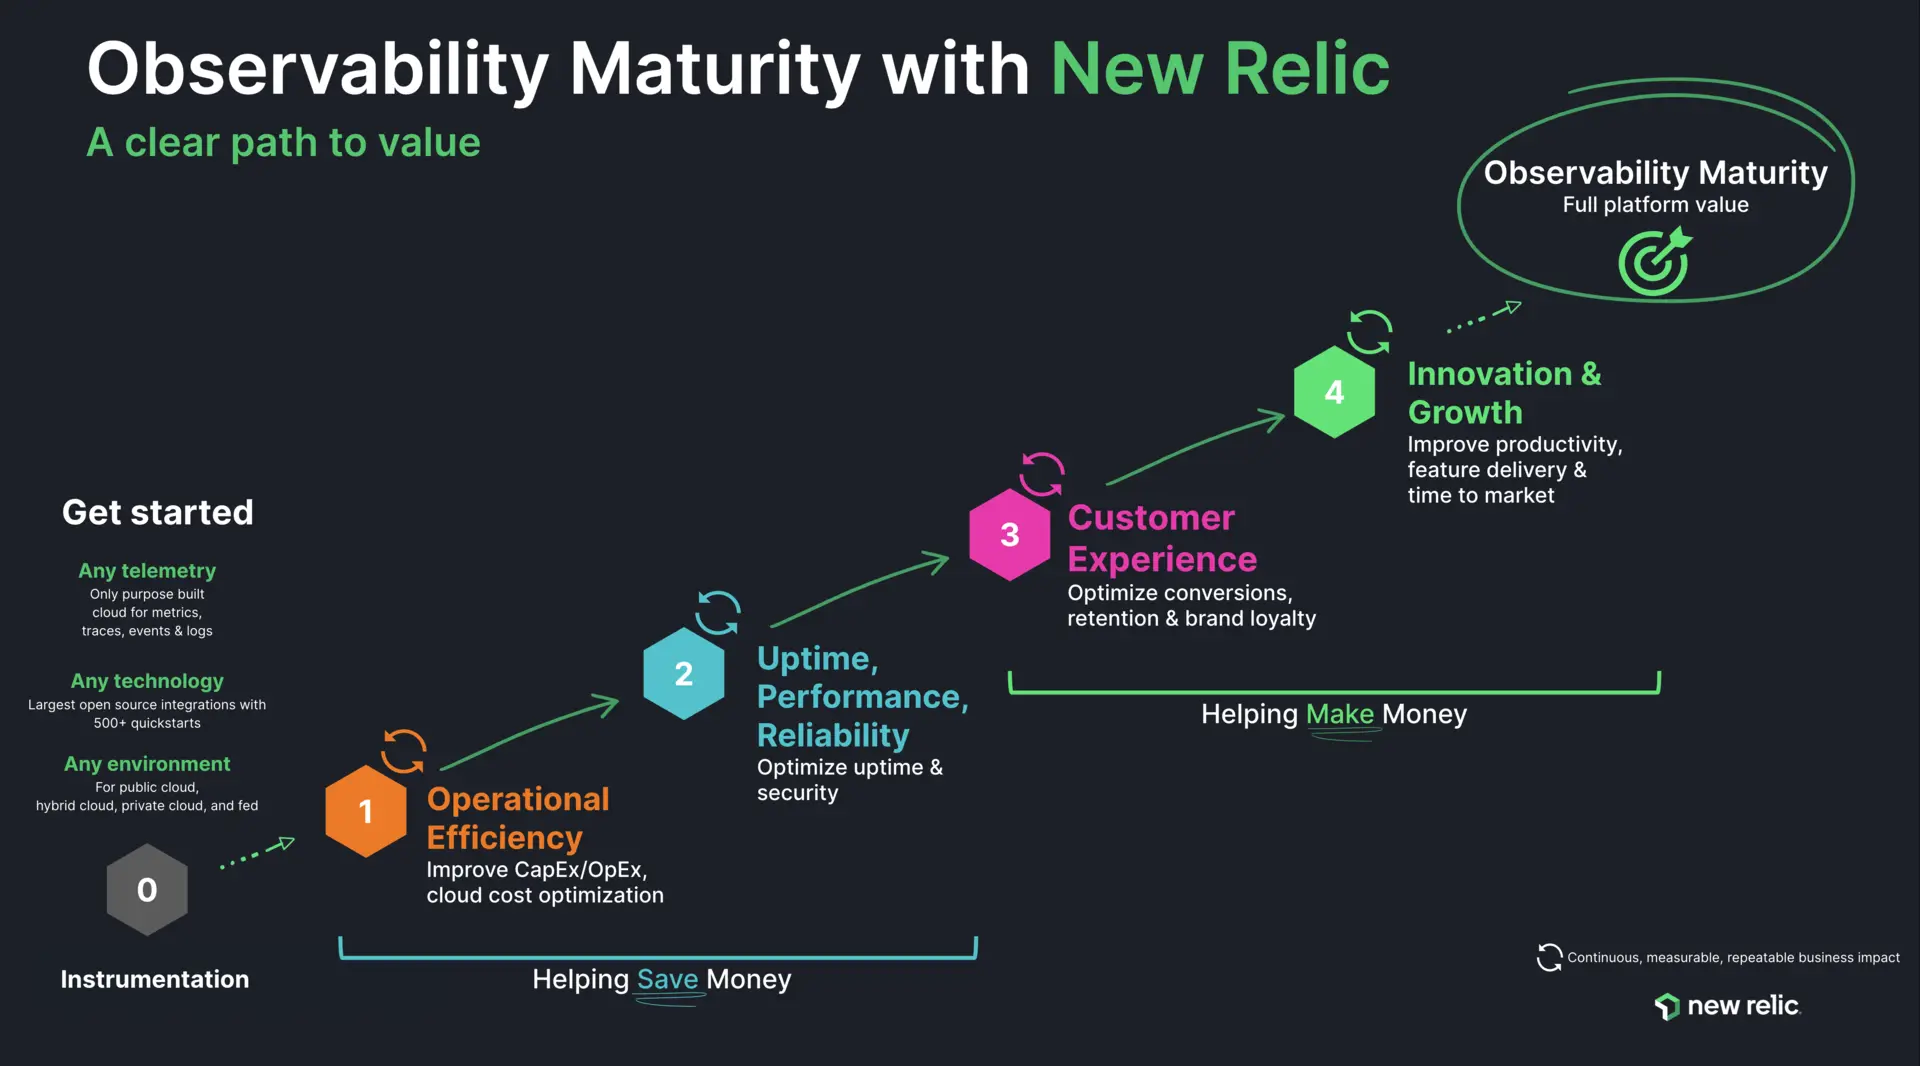 Observability Maturity with New Relic
A clear path to value
Observability Maturity
Full platform value
Get started
Any telemetry
Only purpose built
cloud for metrics,
traces, events & logs
Any technology
Largest open source integrations with
500+ quickstarts
Any environment
For public cloud,
hybrid cloud, private cloud, and fed
0
Instrumentation
1
Operational
Efficiency
Improve CapEx/OpEx,
cloud cost optimization
2
Uptime,
Performance,
Reliability
Optimize uptime &
security
Helping Save Money
3
Customer
Experience
Optimize conversions,
retention & brand loyalty
4
Innovation &
Growth
Improve productivity,
feature delivery &
time to market
Helping Make Money
Continuous, measurable, repeatable business impact
new relic.